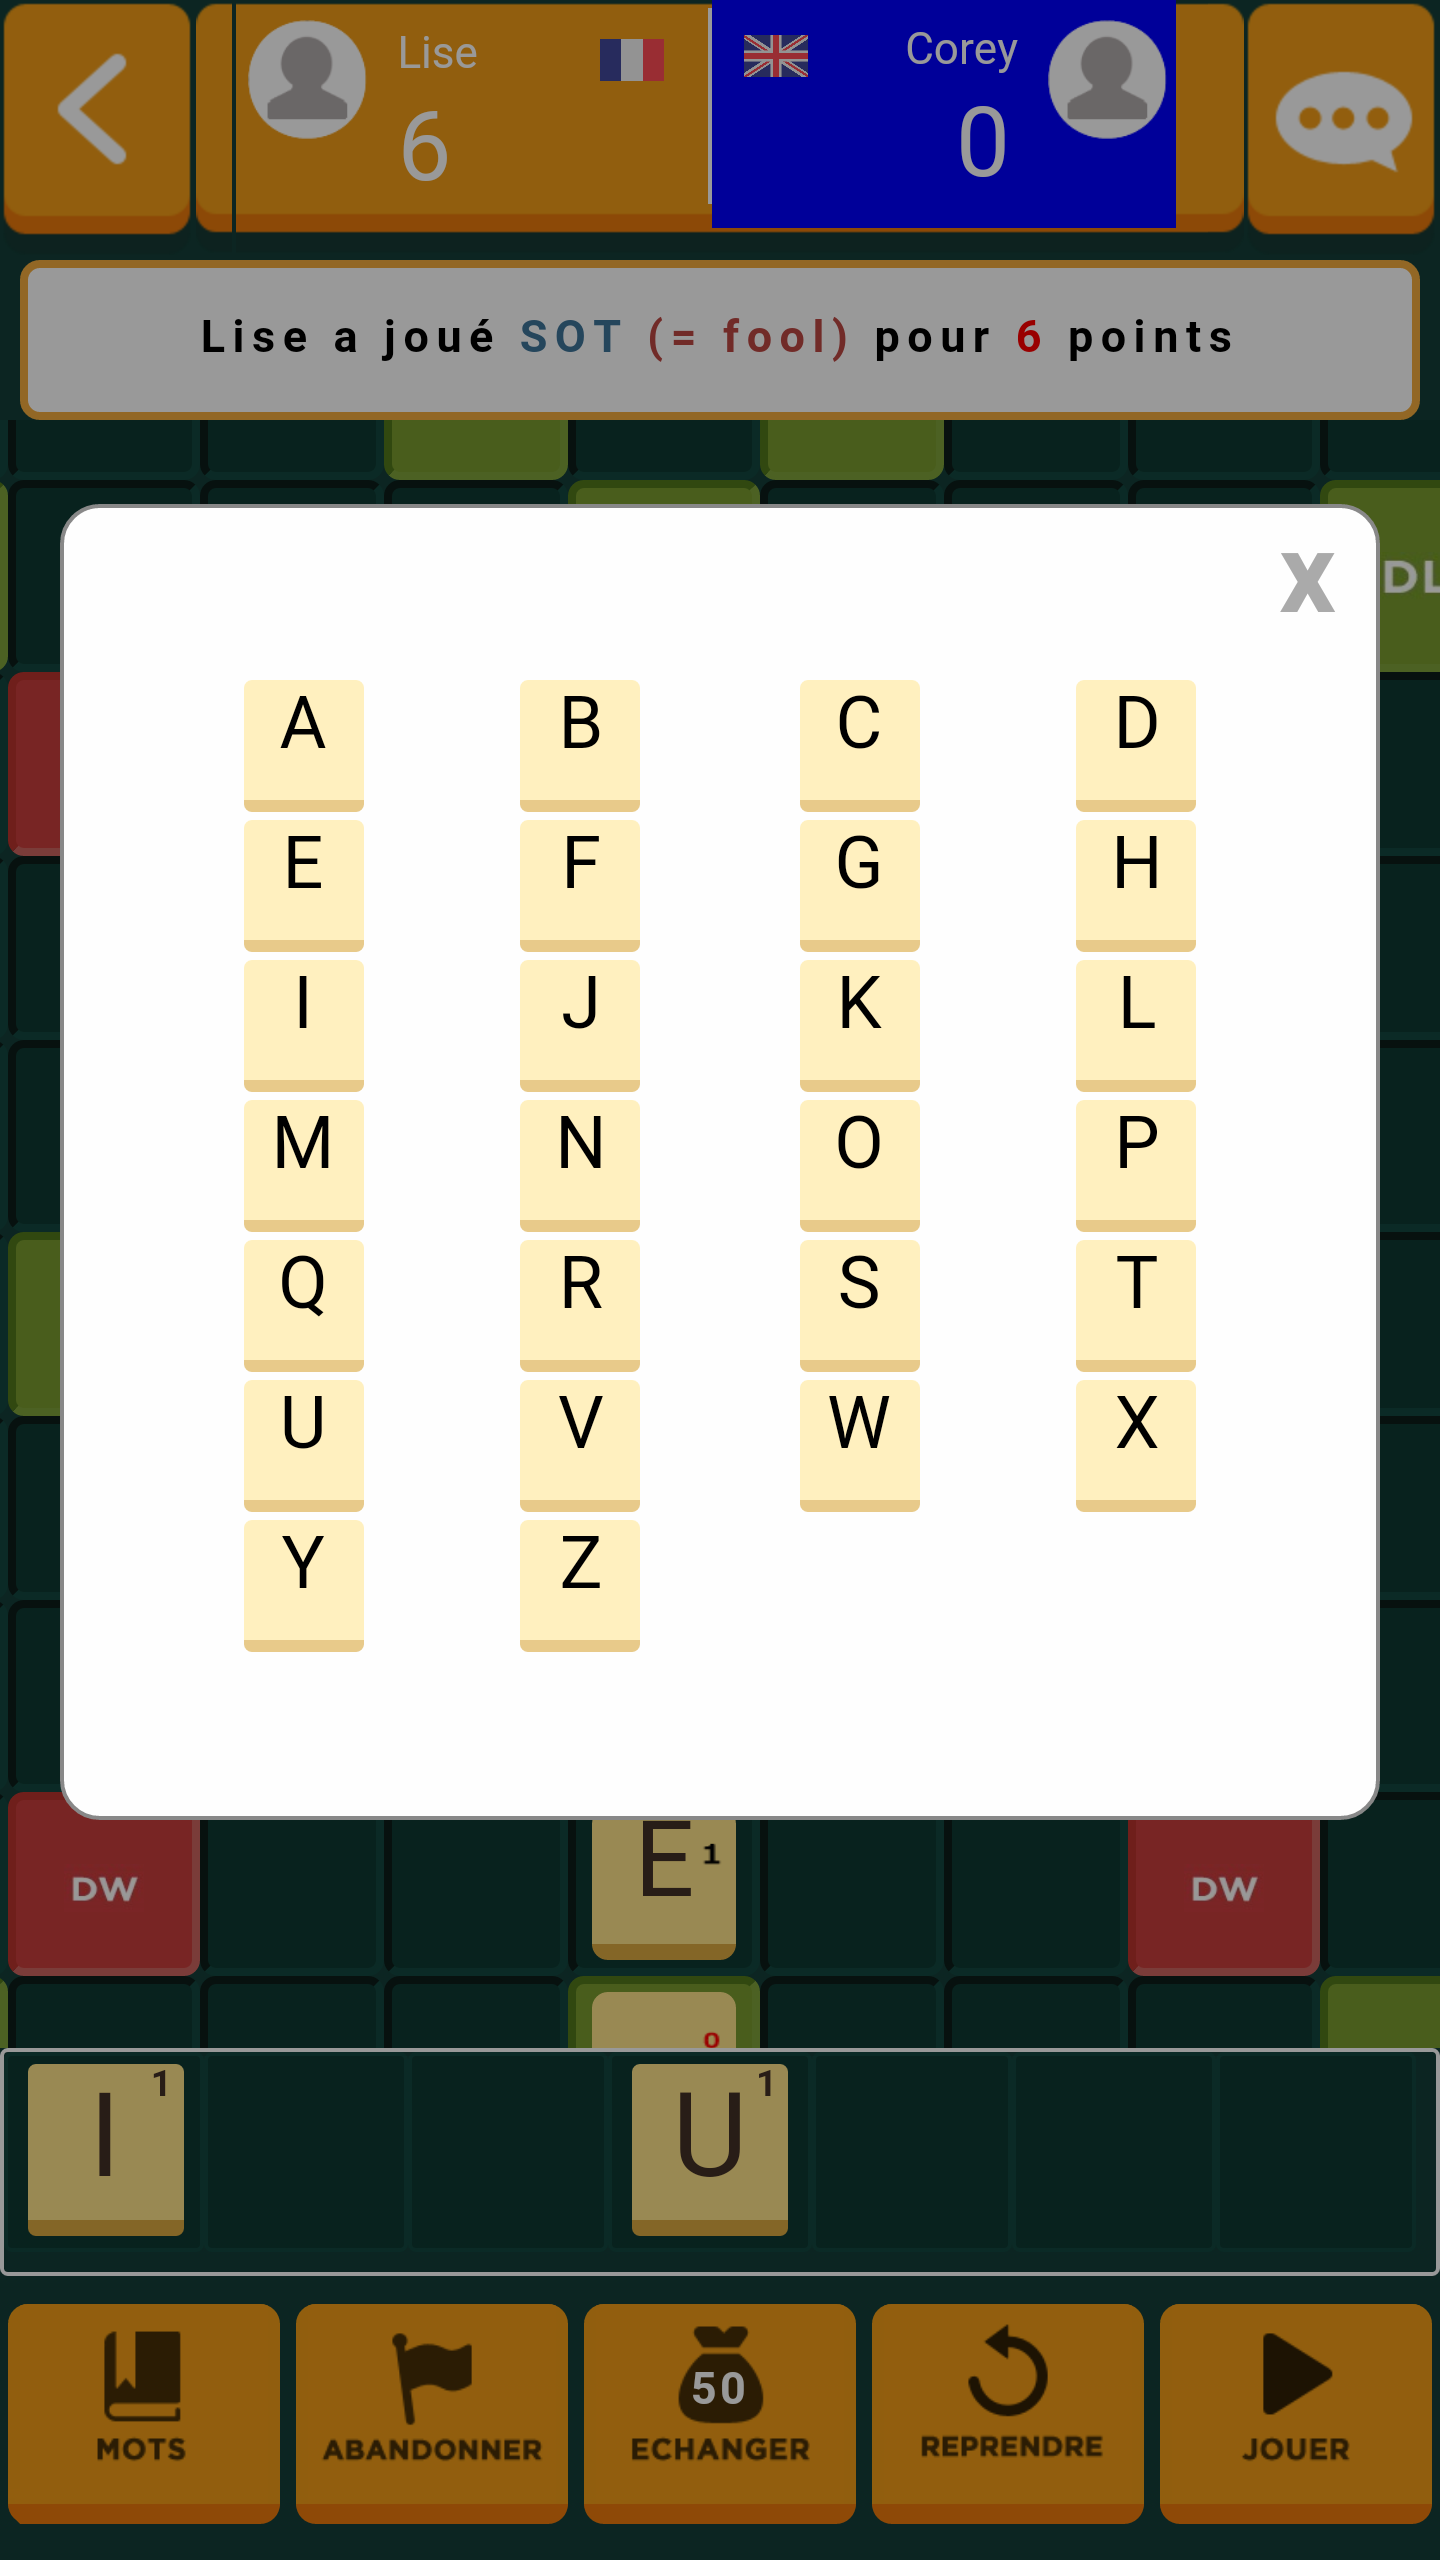 Lise
6
Corey
0
Lise a joué SOT (= fool) pour 6 points
DL
X
A B C D
E F G H
I J K L
M N O P
Q R S T
U V W X
Y Z
E 1
DW
DW
0
I 1
U 1
MOTS
ABANDONNER
50
ECHANGER
REPRENDRE
JOUER